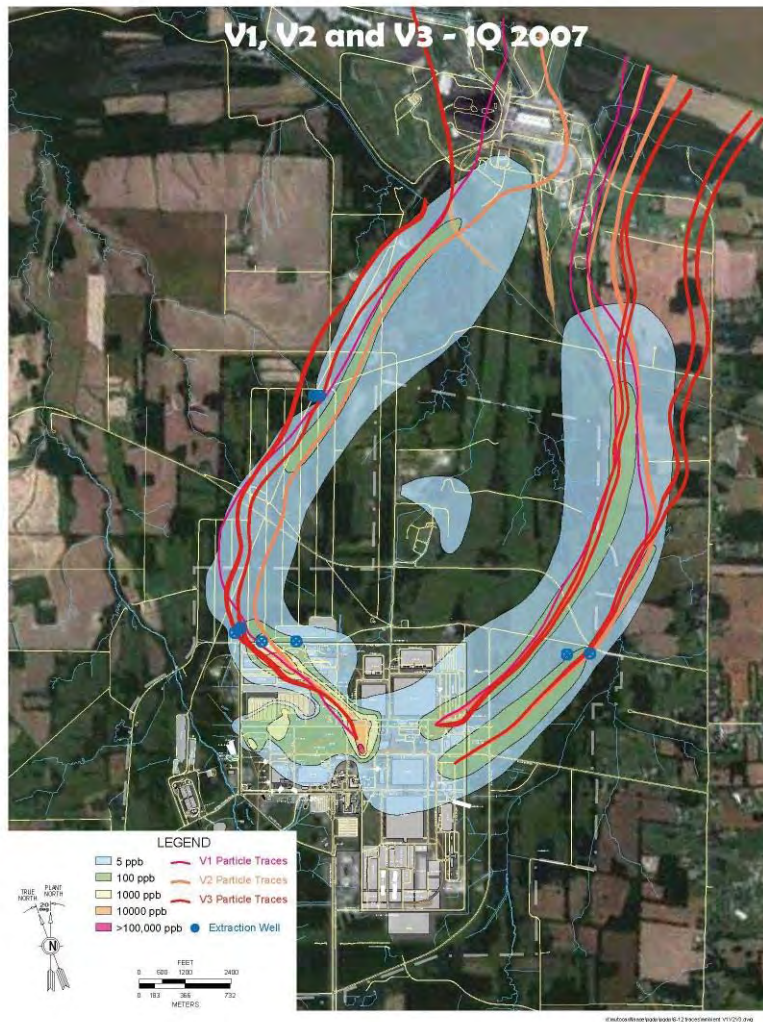 V1, V2 and V3 - 1Q 2007
LEGEND
5 ppb
100 ppb
1000 ppb
10000 ppb
>100,000 ppb
V1 Particle Traces
V2 Particle Traces
V3 Particle Traces
Extraction Well
TRUE NORTH
PLANT NORTH
N
FEET
0 600 1200 2400
0 183 366 732
METERS